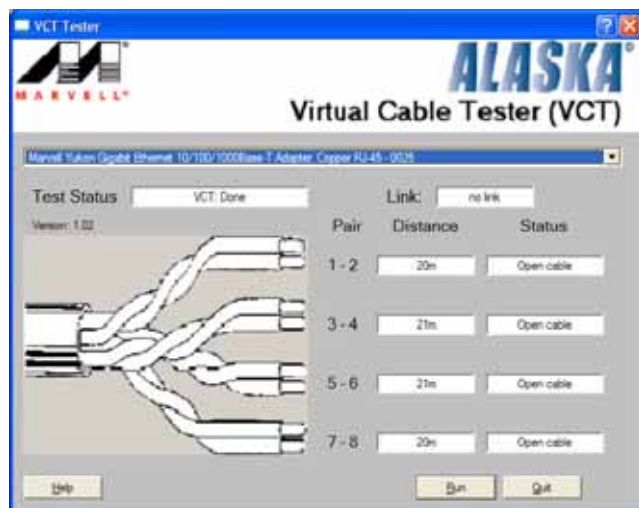 VCT Tester
MARVELL®
ALASKA®
Virtual Cable Tester (VCT)
Marvell Yukon Gigabit Ethernet 10/100/1000Base-T Adapter, Copper RJ-45 - 0025
Test Status VCT: Done Link: no link
Version: 1.02
Pair Distance Status
1 - 2 20m Open cable
3 - 4 21m Open cable
5 - 6 21m Open cable
7 - 8 20m Open cable
Help Run Quit